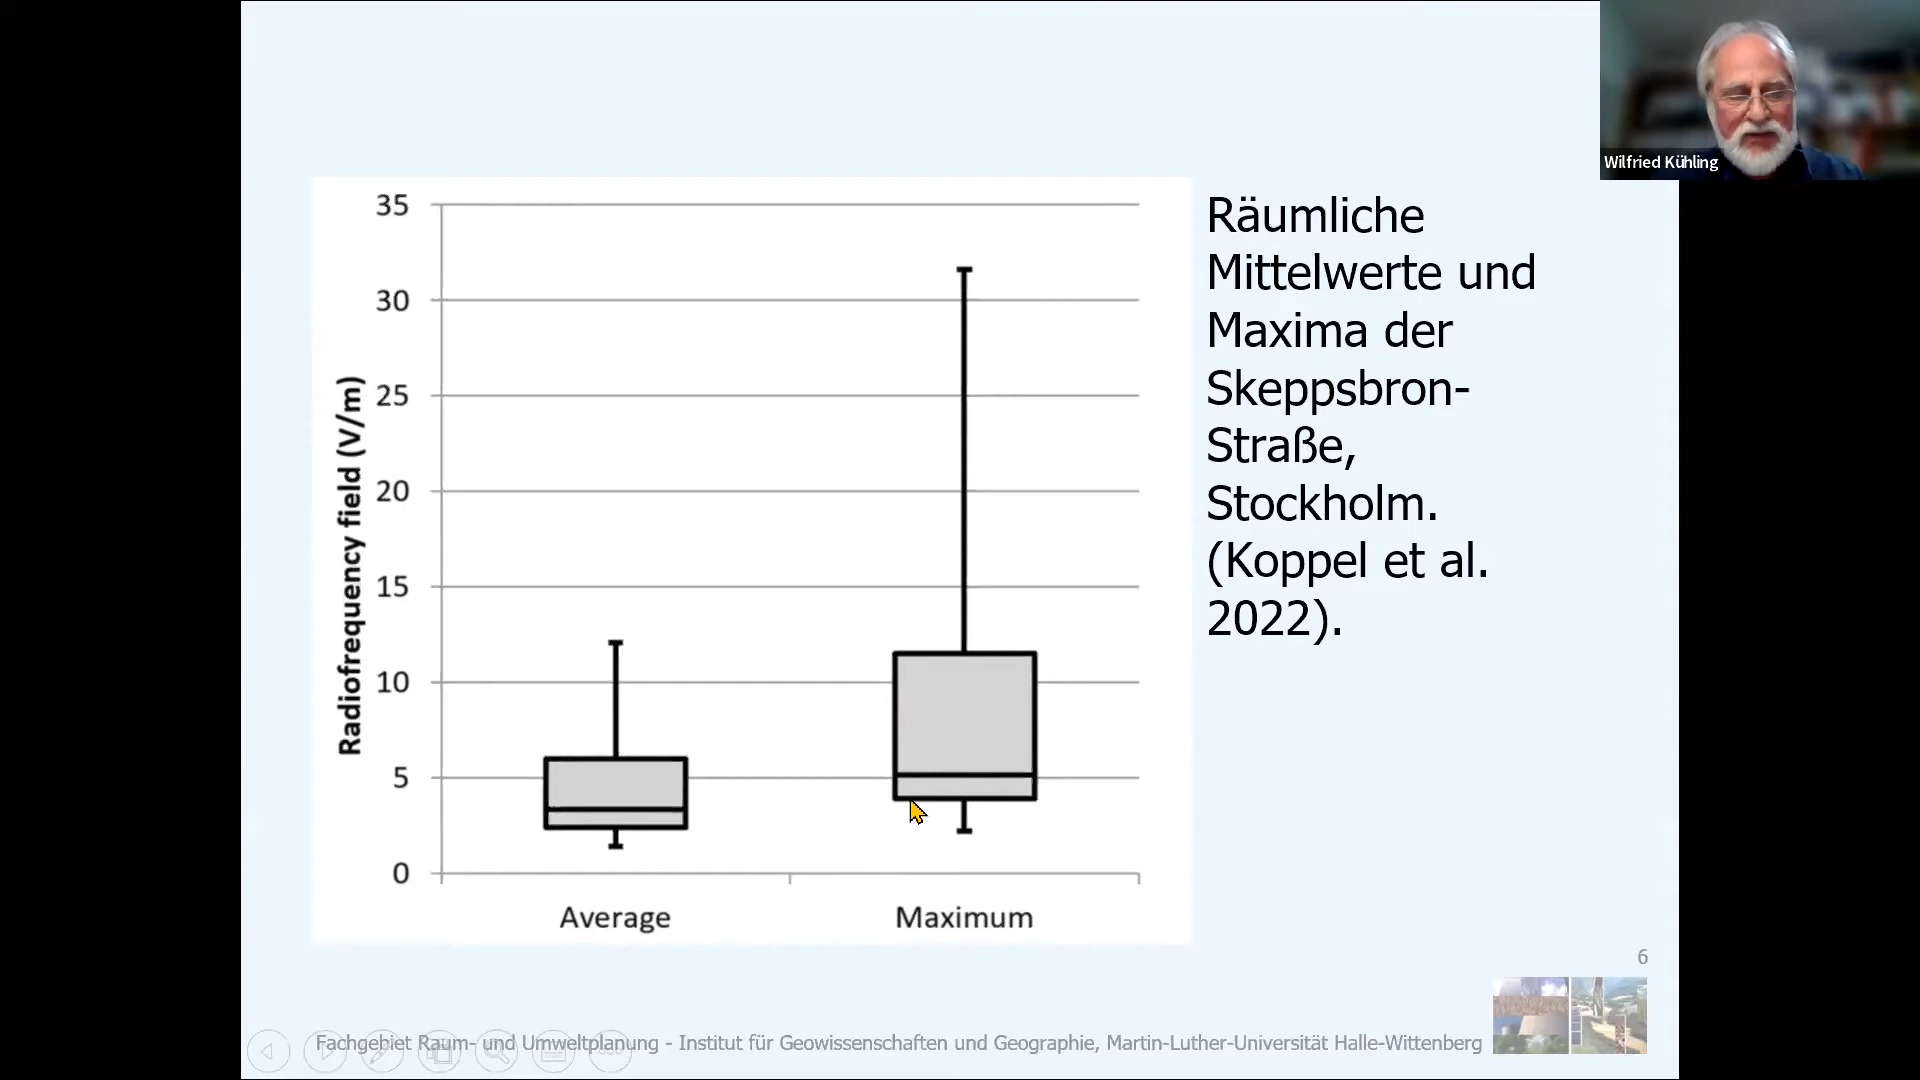 Wilfried Kühling
35
30
25
20
15
10
5
0
Radiofrequency field (V/m)
Average
Maximum
Räumliche
Mittelwerte und
Maxima der
Skeppsbron-
Straße,
Stockholm.
(Koppel et al.
2022).
6
Fachgebiet Raum- und Umweltplanung - Institut für Geowissenschaften und Geographie, Martin-Luther-Universität Halle-Wittenberg